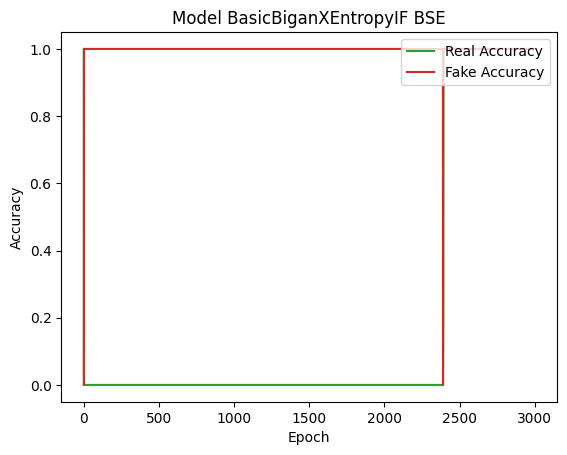 Model BasicBiganXEntropyIF BSE
Real Accuracy
Fake Accuracy
Accuracy
1.0
0.8
0.6
0.4
0.2
0.0
0 500 1000 1500 2000 2500 3000
Epoch